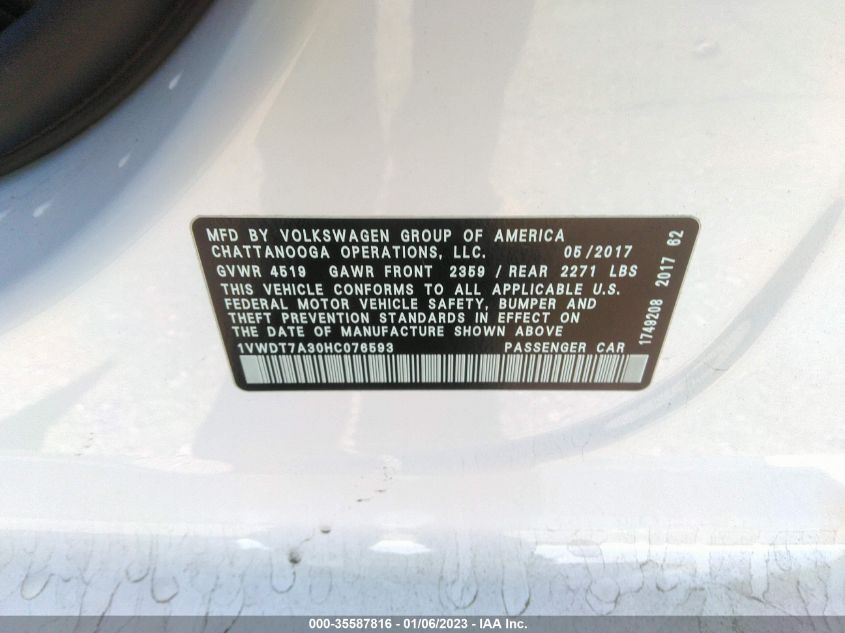 MFD BY VOLKSWAGEN GROUP OF AMERICA
CHATTANOOGA OPERATIONS, LLC. 05/2017
GVWR 4519 GAWR FRONT 2359 / REAR 2271 LBS
THIS VEHICLE CONFORMS TO ALL APPLICABLE U.S.
FEDERAL MOTOR VEHICLE SAFETY, BUMPER AND
THEFT PREVENTION STANDARDS IN EFFECT ON
THE DATE OF MANUFACTURE SHOWN ABOVE
1VWDT7A30HC076593 PASSENGER CAR
1749208 2017 62
000-35587816 - 01/06/2023 - IAA Inc.